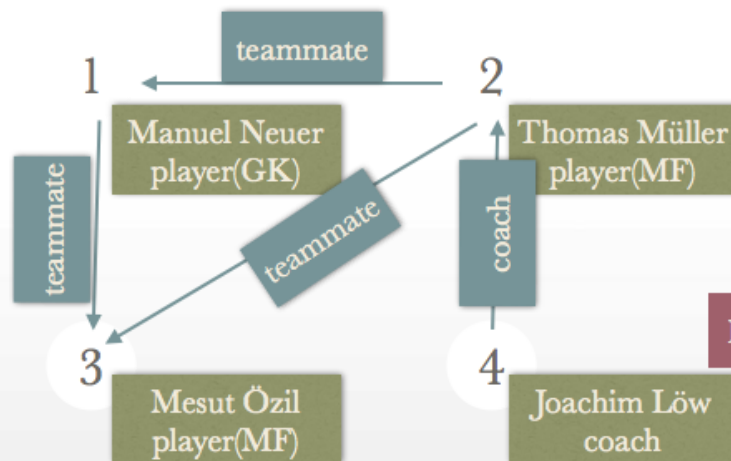 teammate
1
2
Manuel Neuer
player(GK)
Thomas Müller
player(MF)
teammate
teammate
coach
3
4
Mesut Özil
player(MF)
Joachim Löw
coach